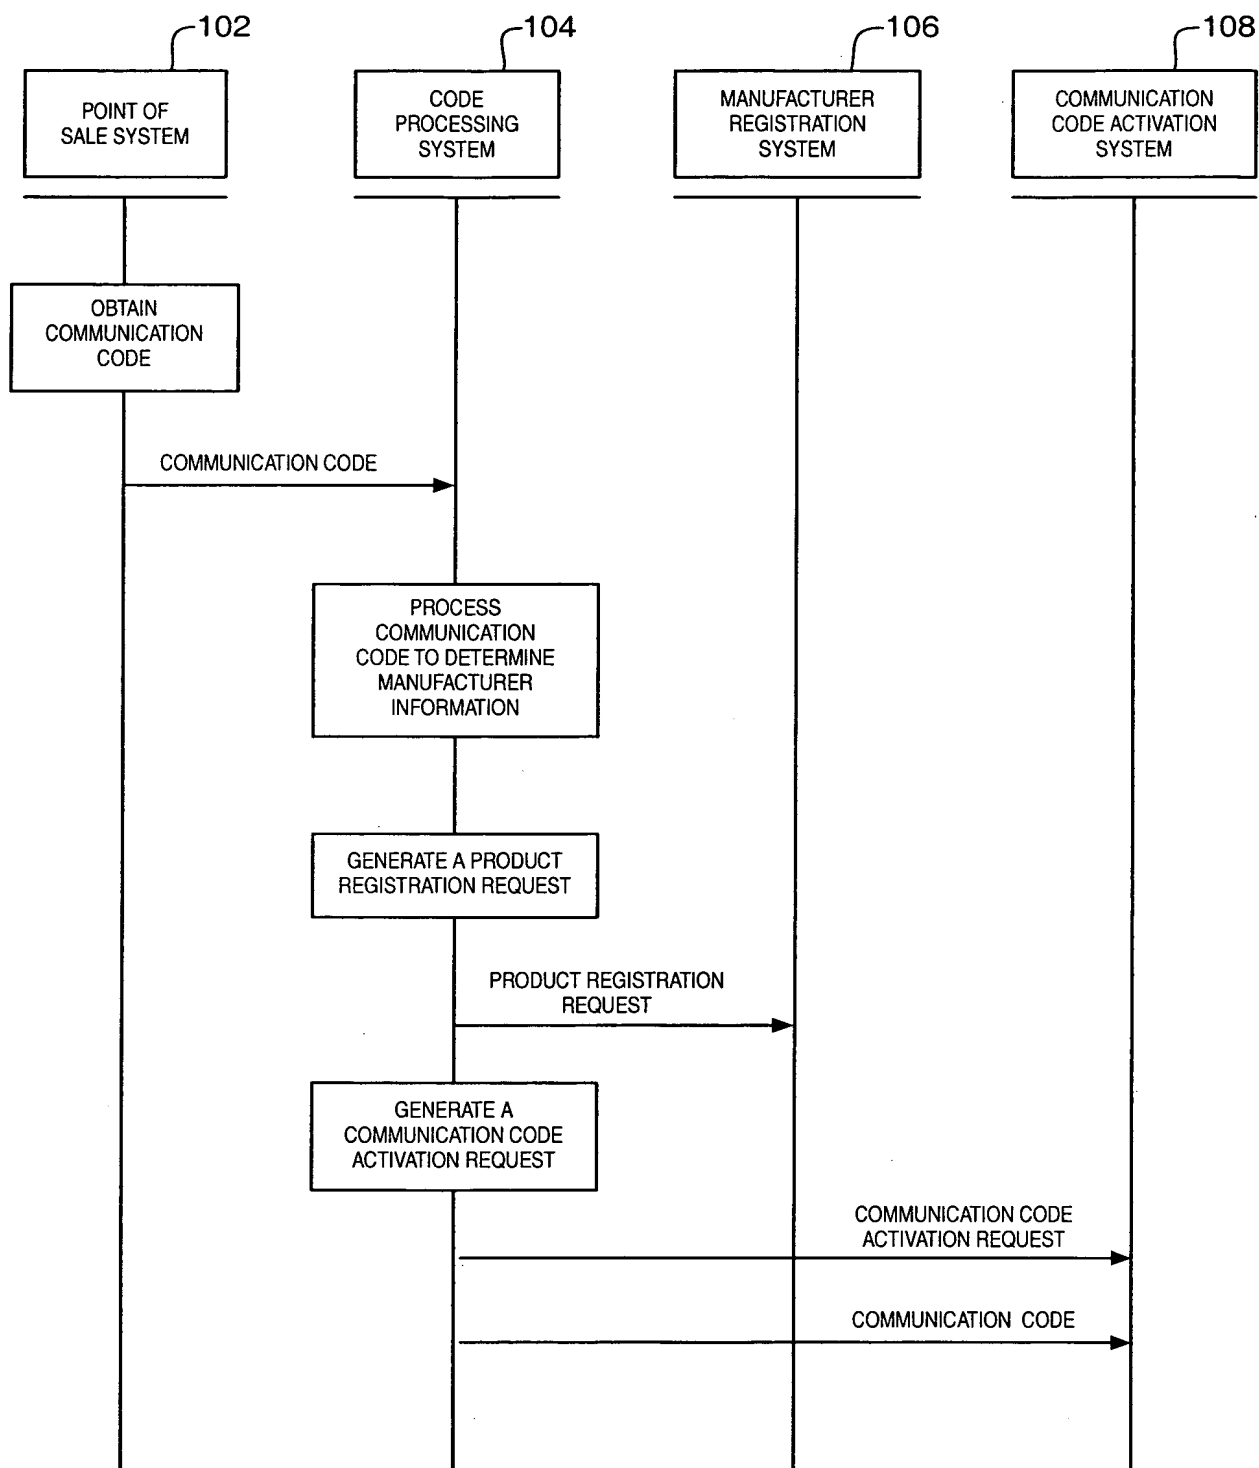 102
104
106
108
POINT OF
SALE SYSTEM
CODE
PROCESSING
SYSTEM
MANUFACTURER
REGISTRATION
SYSTEM
COMMUNICATION
CODE ACTIVATION
SYSTEM
OBTAIN
COMMUNICATION
CODE
COMMUNICATION CODE
PROCESS
COMMUNICATION
CODE TO DETERMINE
MANUFACTURER
INFORMATION
GENERATE A PRODUCT
REGISTRATION REQUEST
PRODUCT REGISTRATION
REQUEST
GENERATE A
COMMUNICATION CODE
ACTIVATION REQUEST
COMMUNICATION CODE
ACTIVATION REQUEST
COMMUNICATION CODE